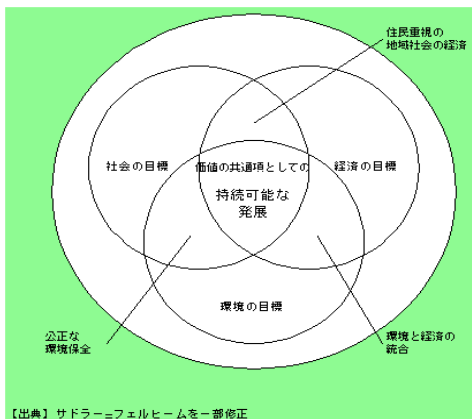 住民重視の
地域社会の経済
社会の目標
価値の共通項としての
経済の目標
持続可能な
発展
環境の目標
公正な
環境保全
環境と経済の
統合
【出典】サドラー=フェルヒームを一部修正